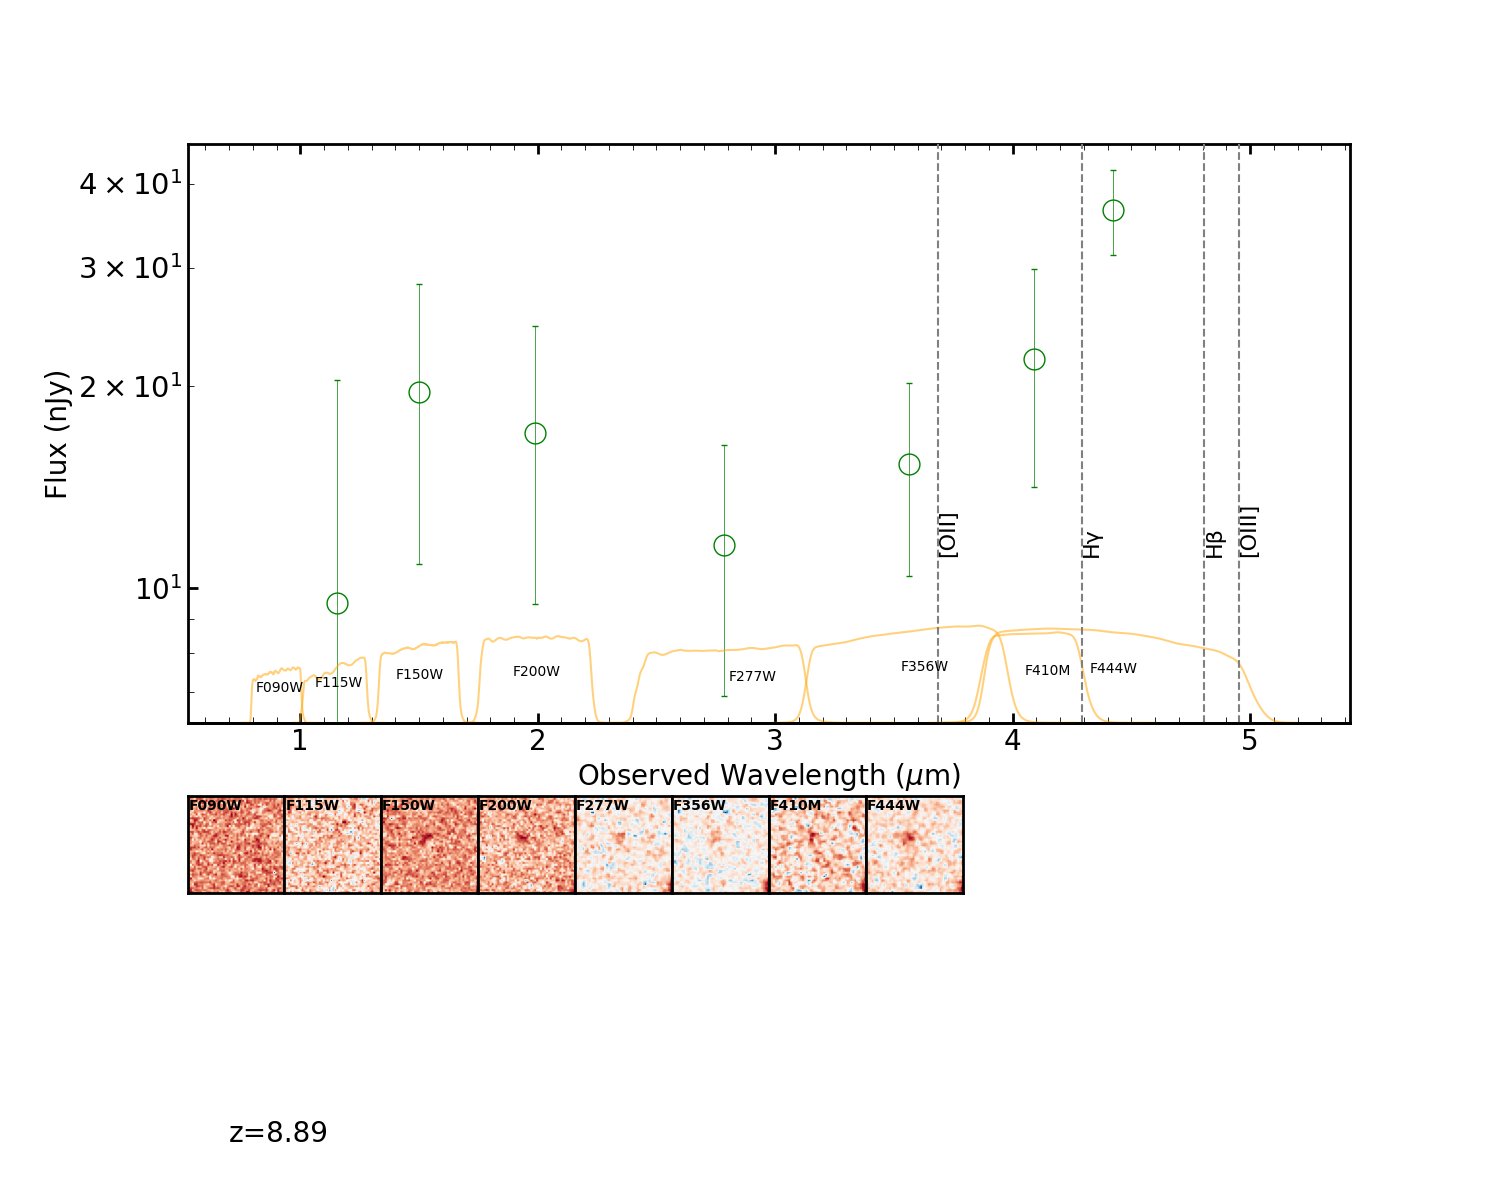 Flux (nJy)
4 × 10¹
3 × 10¹
2 × 10¹
10¹
[OII]
Hγ
Hβ
[OIII]
F090W F115W F150W F200W F277W F356W F410M F444W
1 2 3 4 5
Observed Wavelength (μm)
F090W F115W F150W F200W F277W F356W F410M F444W
z=8.89